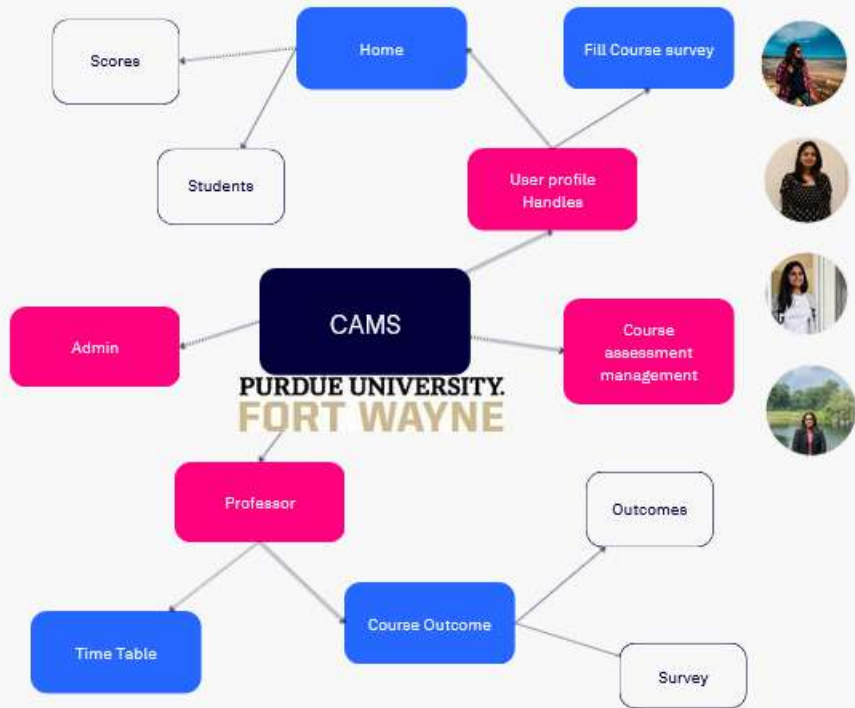 Home
Fill Course survey
Scores
Students
User profile
Handles
CAMS
Admin
Course
assessment
management
PURDUE UNIVERSITY.
FORT WAYNE
Professor
Outcomes
Course Outcome
Time Table
Survey